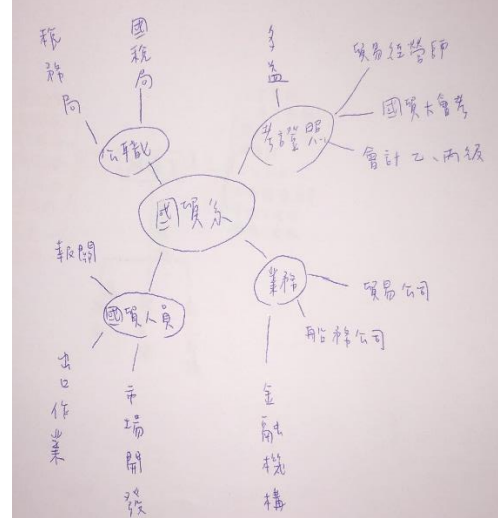 國稅局
稅務局
公職
多益
貿易經營師
國貿大會考
會計乙、丙級
考證照
國貿系
報關
國貿人員
出口作業
市場開發
業務
貿易公司
船務公司
金融機構